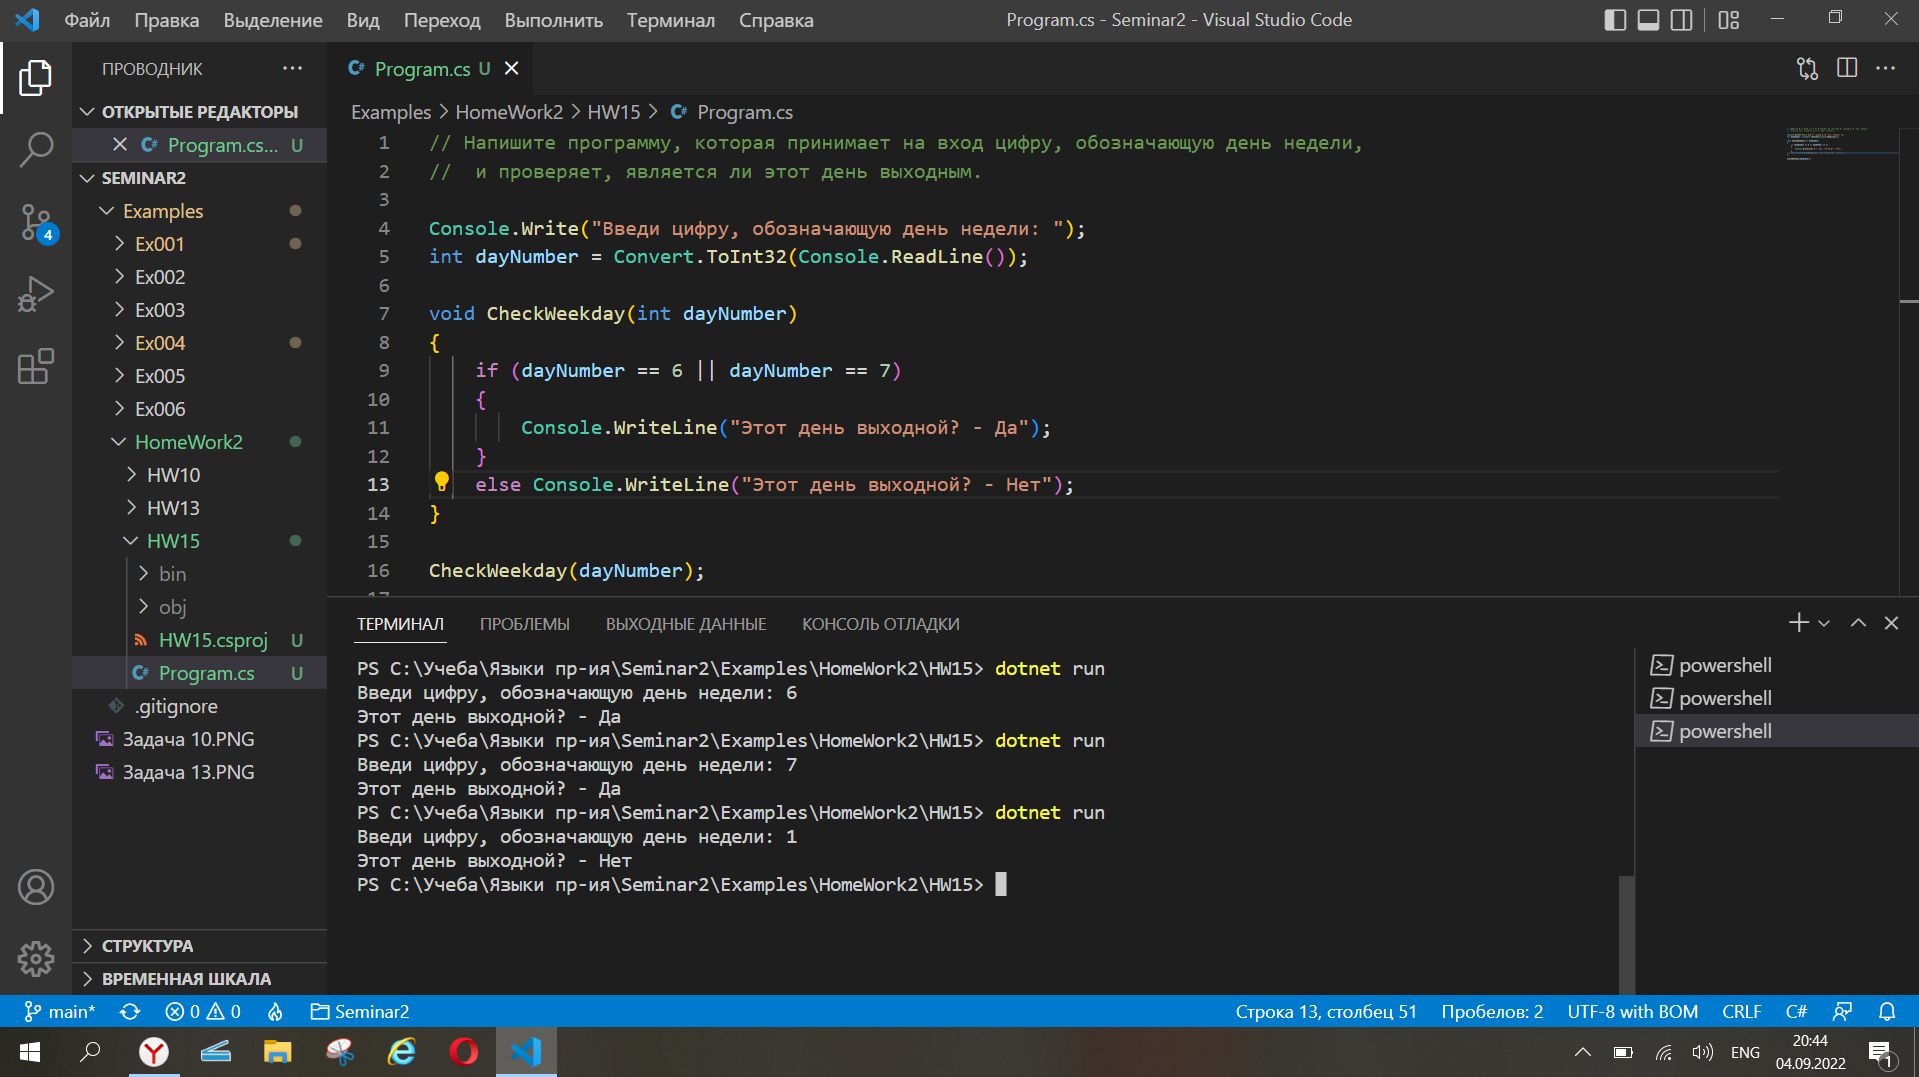 Файл Правка Выделение Вид Переход Выполнить Терминал Справка Program.cs - Seminar2 - Visual Studio Code
ПРОВОДНИК
ОТКРЫТЫЕ РЕДАКТОРЫ
Program.cs... U
SEMINAR2
Examples
Ex001
Ex002
Ex003
Ex004
Ex005
Ex006
HomeWork2
HW10
HW13
HW15
bin
obj
HW15.csproj U
Program.cs U
.gitignore
Задача 10.PNG
Задача 13.PNG
СТРУКТУРА
ВРЕМЕННАЯ ШКАЛА
4
Program.cs U
Examples > HomeWork2 > HW15 > Program.cs
1 // Напишите программу, которая принимает на вход цифру, обозначающую день недели,
2 //  и проверяет, является ли этот день выходным.
3
4 Console.Write("Введи цифру, обозначающую день недели: ");
5 int dayNumber = Convert.ToInt32(Console.ReadLine());
6
7 void CheckWeekday(int dayNumber)
8 {
9 if (dayNumber == 6 || dayNumber == 7)
10 {
11 Console.WriteLine("Этот день выходной? - Да");
12 }
13 else Console.WriteLine("Этот день выходной? - Нет");
14 }
15
16 CheckWeekday(dayNumber);
17
ТЕРМИНАЛ ПРОБЛЕМЫ ВЫХОДНЫЕ ДАННЫЕ КОНСОЛЬ ОТЛАДКИ
PS C:\Учеба\Языки пр-ия\Seminar2\Examples\HomeWork2\HW15> dotnet run
Введи цифру, обозначающую день недели: 6
Этот день выходной? - Да
PS C:\Учеба\Языки пр-ия\Seminar2\Examples\HomeWork2\HW15> dotnet run
Введи цифру, обозначающую день недели: 7
Этот день выходной? - Да
PS C:\Учеба\Языки пр-ия\Seminar2\Examples\HomeWork2\HW15> dotnet run
Введи цифру, обозначающую день недели: 1
Этот день выходной? - Нет
PS C:\Учеба\Языки пр-ия\Seminar2\Examples\HomeWork2\HW15>
powershell
powershell
powershell
main* 0 0 Seminar2 Строка 13, столбец 51 Пробелов: 2 UTF-8 with BOM CRLF C#
ENG 20:44
04.09.2022
1